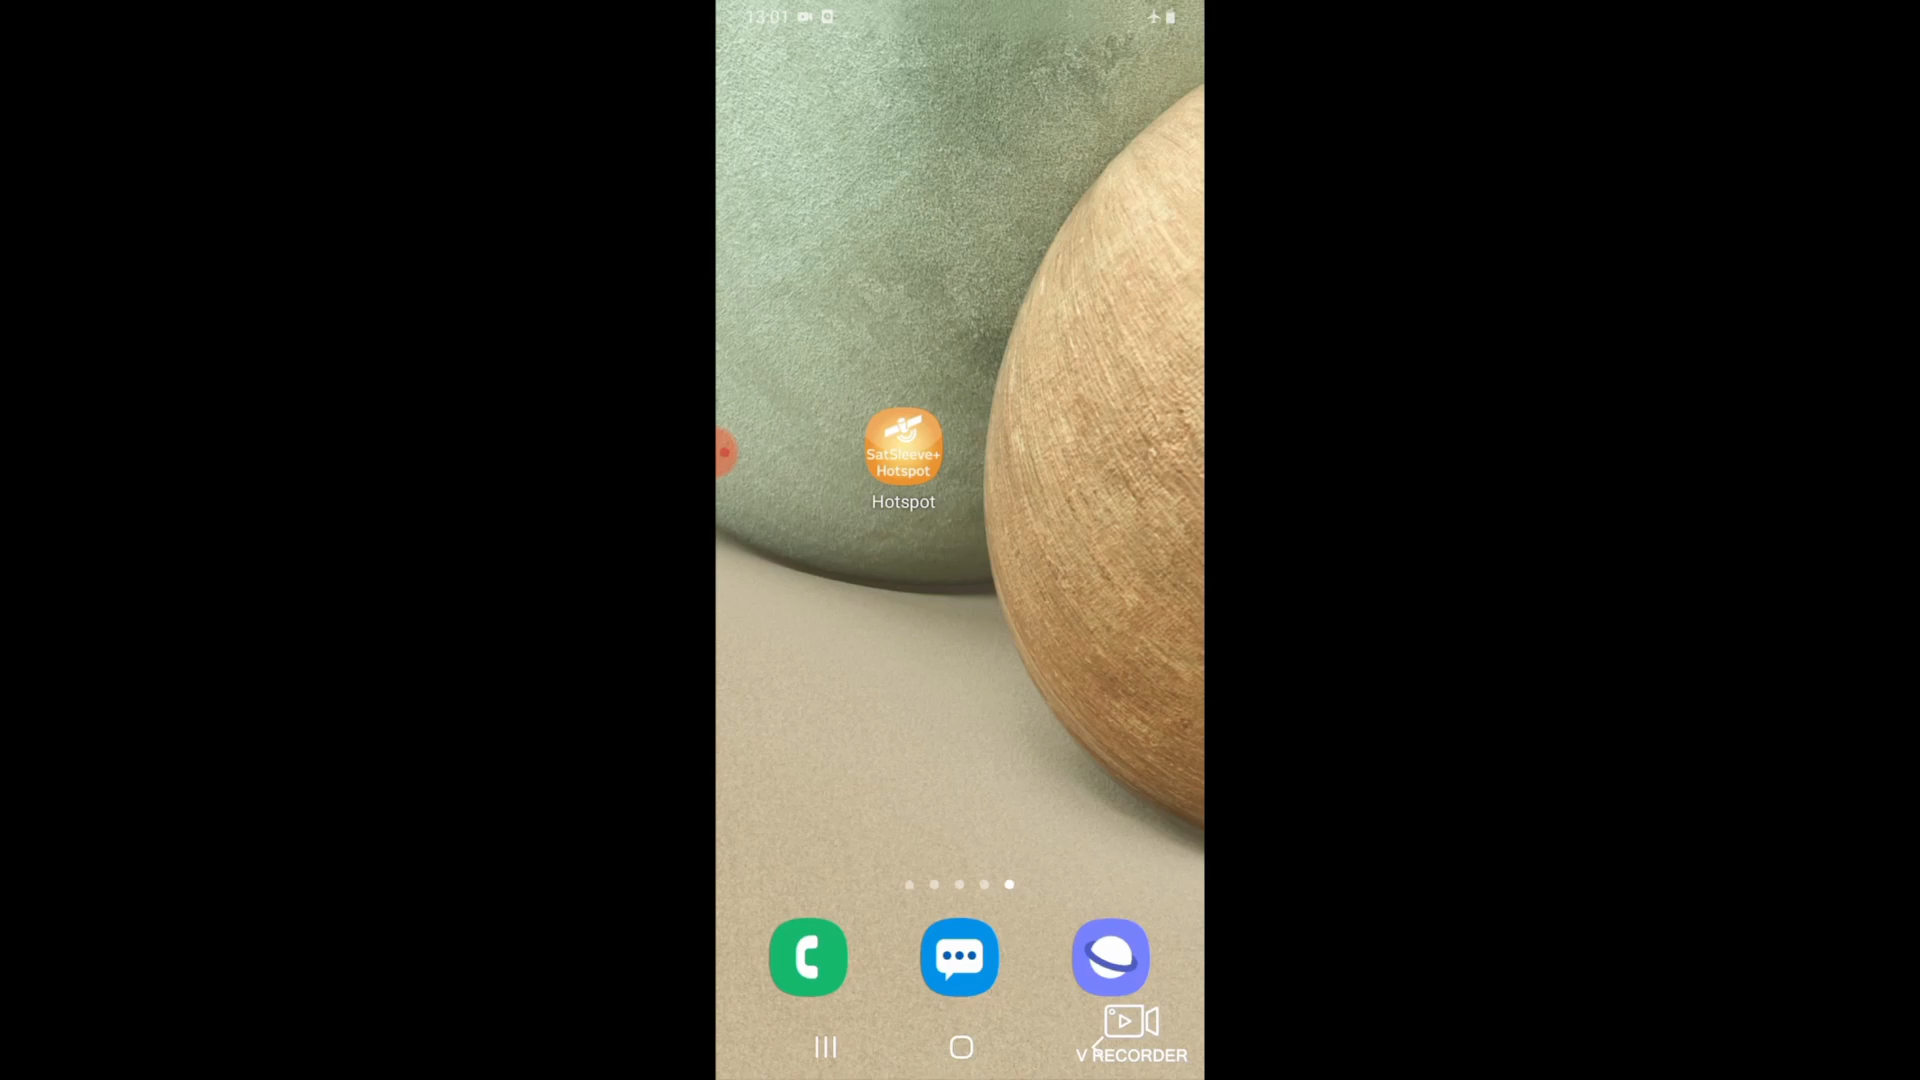 13:01
SatSleeve+
Hotspot
Hotspot
V RECORDER